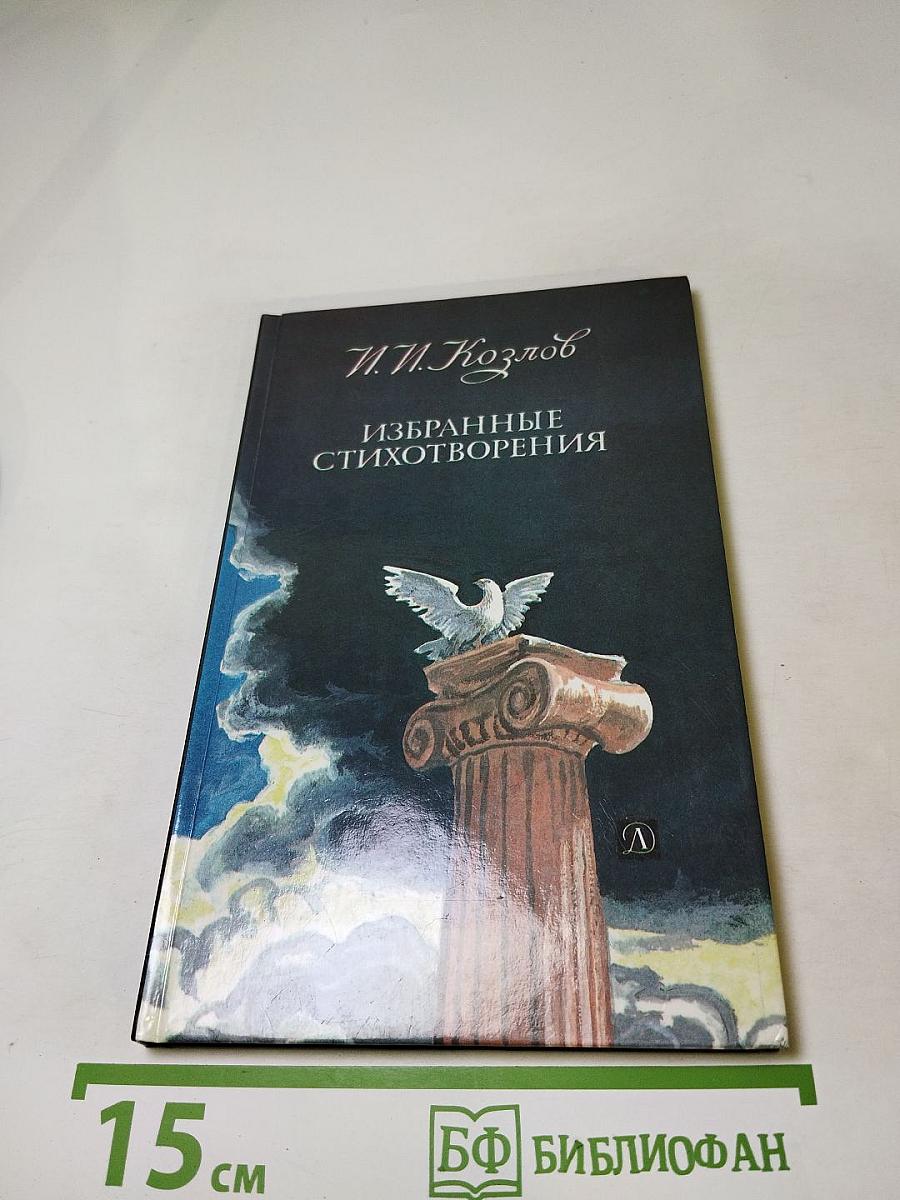 И. И. Козлов
ИЗБРАННЫЕ
СТИХОТВОРЕНИЯ
Д
15 см
БФ БИБЛИОФАН